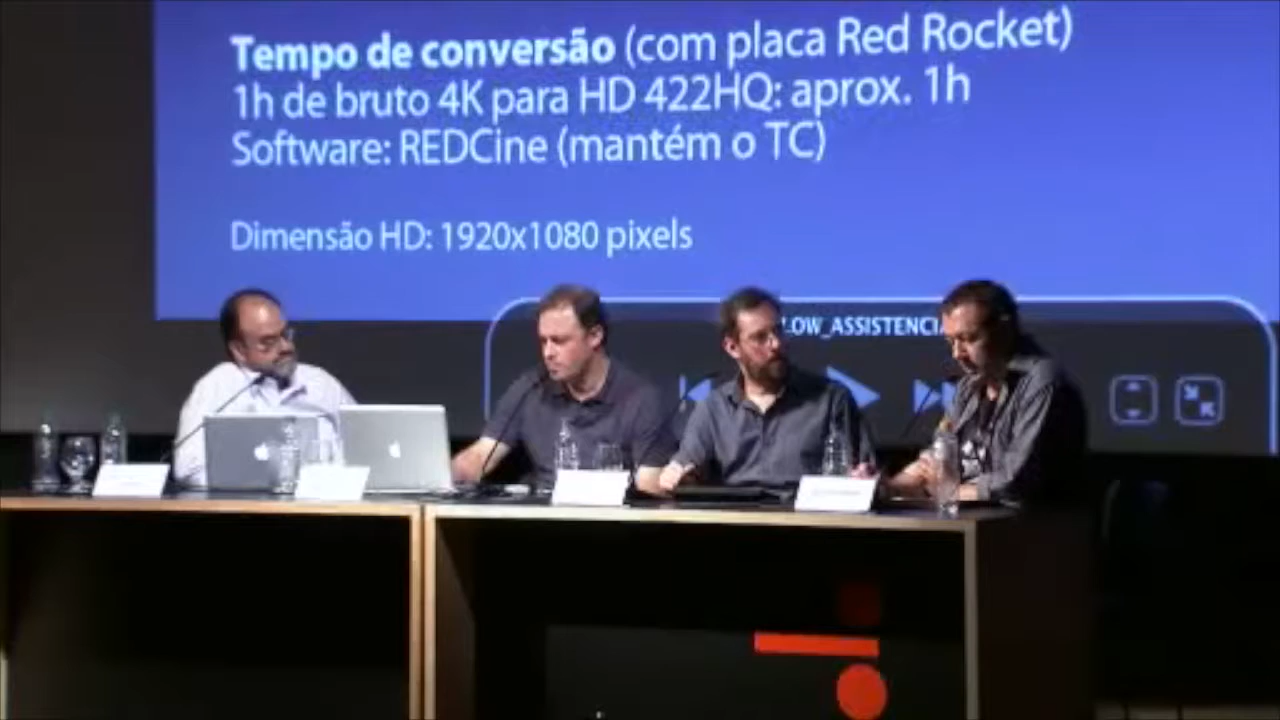 Tempo de conversão (com placa Red Rocket)
1h de bruto 4K para HD 422HQ: aprox. 1h
Software: REDCine (mantém o TC)
Dimensão HD: 1920x1080 pixels